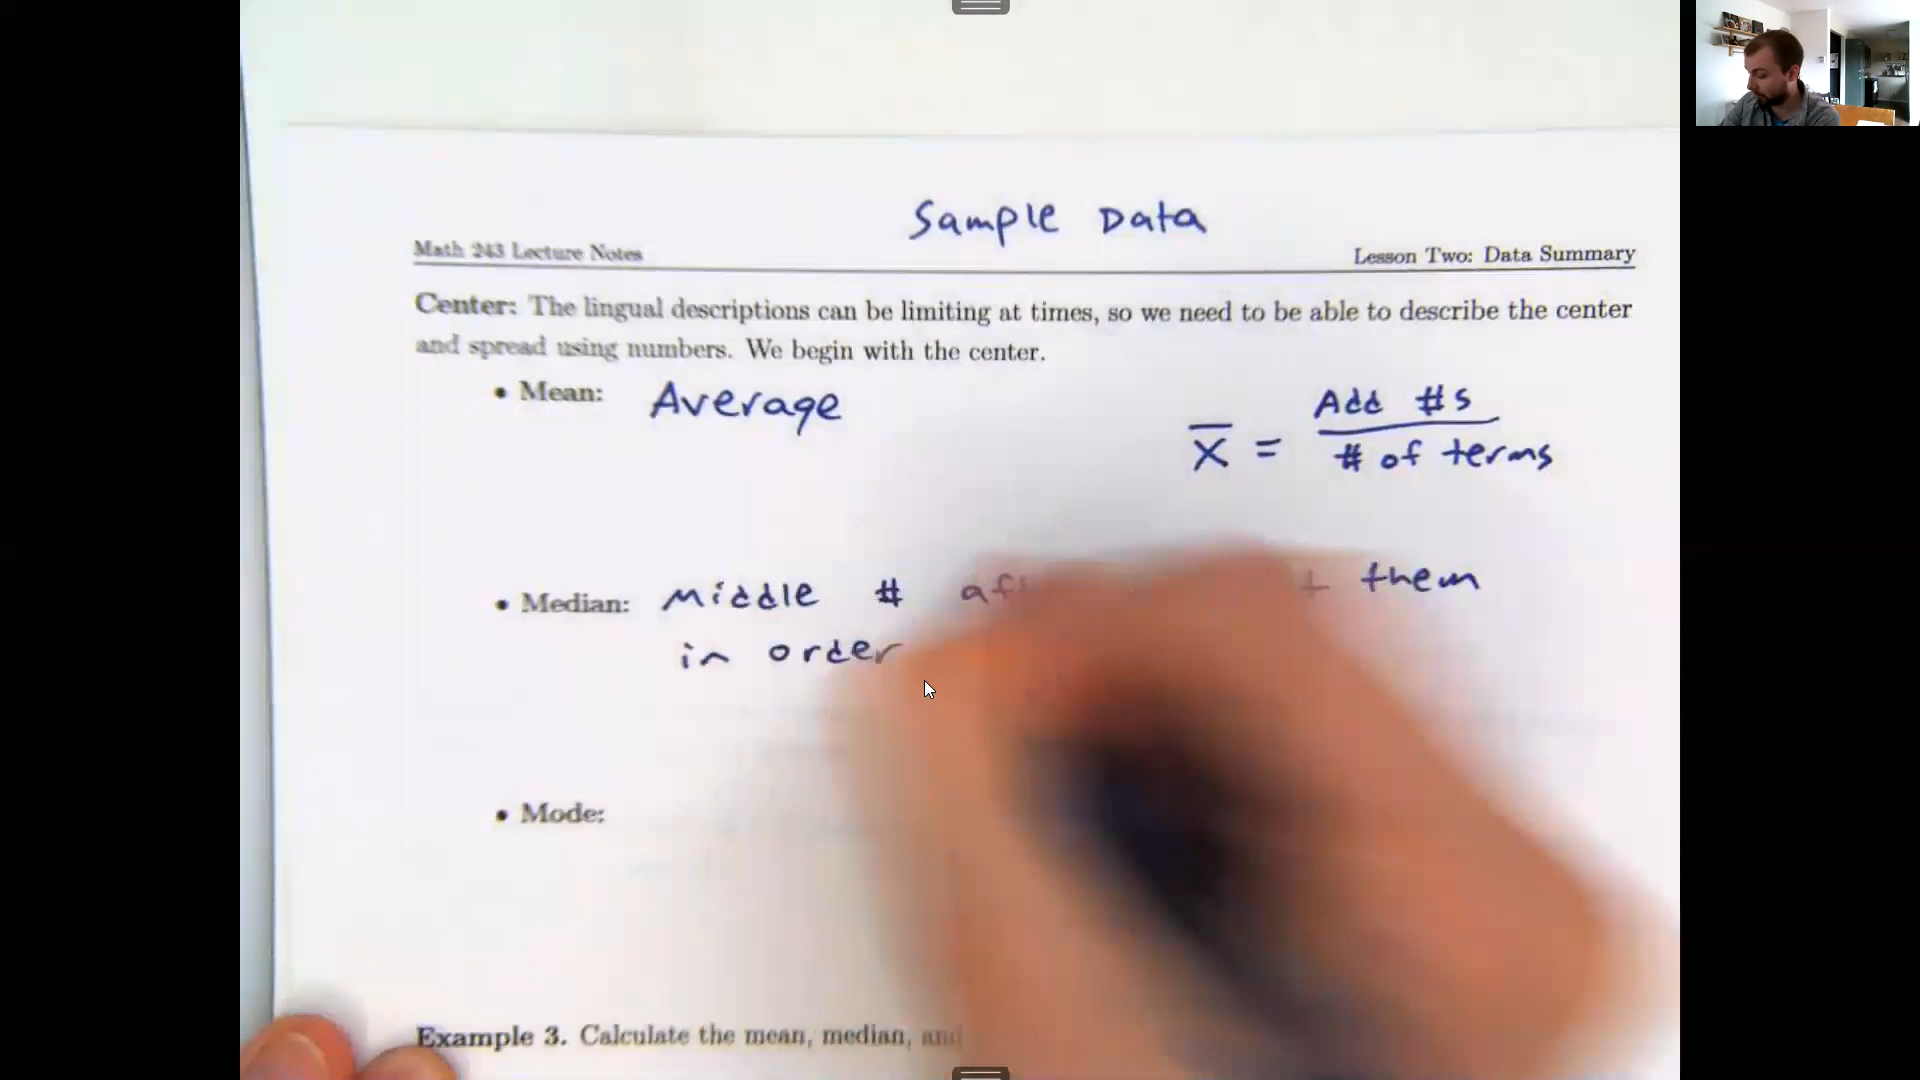 Sample Data
Math 243 Lecture Notes
Lesson Two: Data Summary
Center: The lingual descriptions can be limiting at times, so we need to be able to describe the center
and spread using numbers. We begin with the center.
• Mean: Average
x̄ = Add #s / # of terms
• Median: Middle # them
in order
• Mode:
Example 3. Calculate the mean, median, and